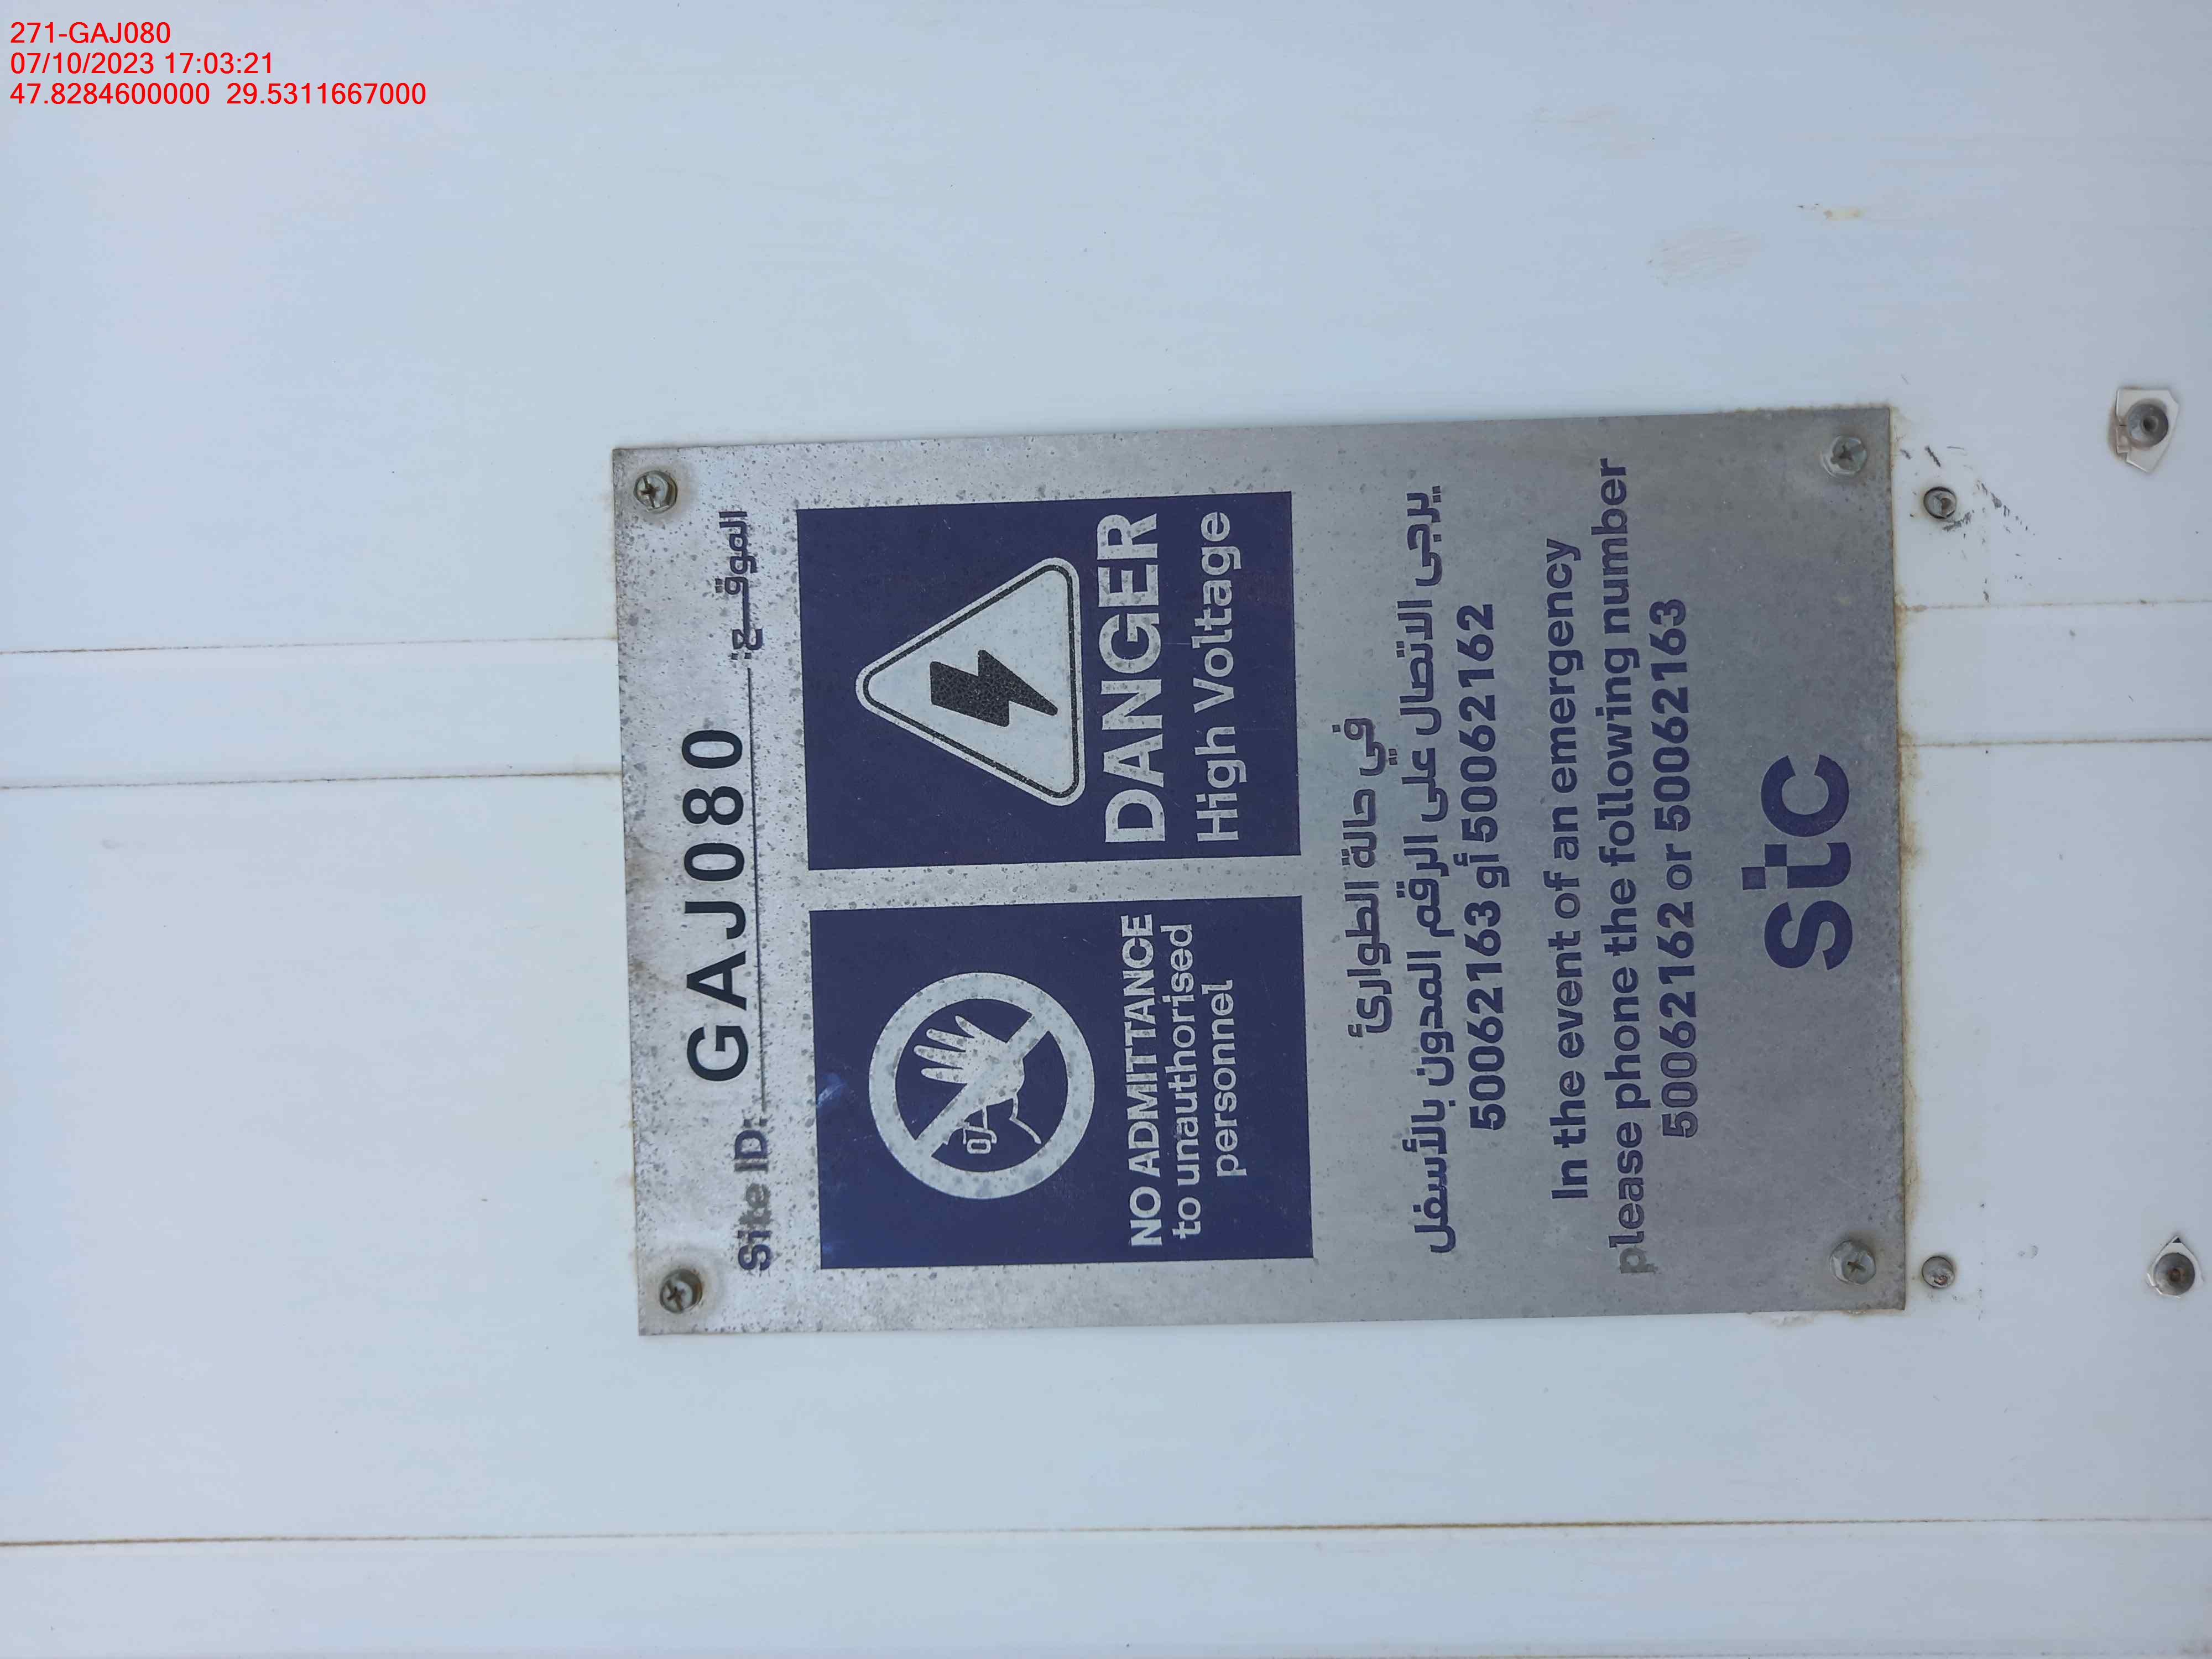 271-GAJ080
07/10/2023 17:03:21
47.8284600000 29.5311667000
Site ID: GAJ080 الموقع:
NO ADMITTANCE
to unauthorised
personnel
DANGER
High Voltage
في حالة الطوارئ
يرجى الاتصال على الرقم المدون بالأسفل
50062163 أو 50062162
In the event of an emergency
please phone the following number
50062162 or 50062163
stc